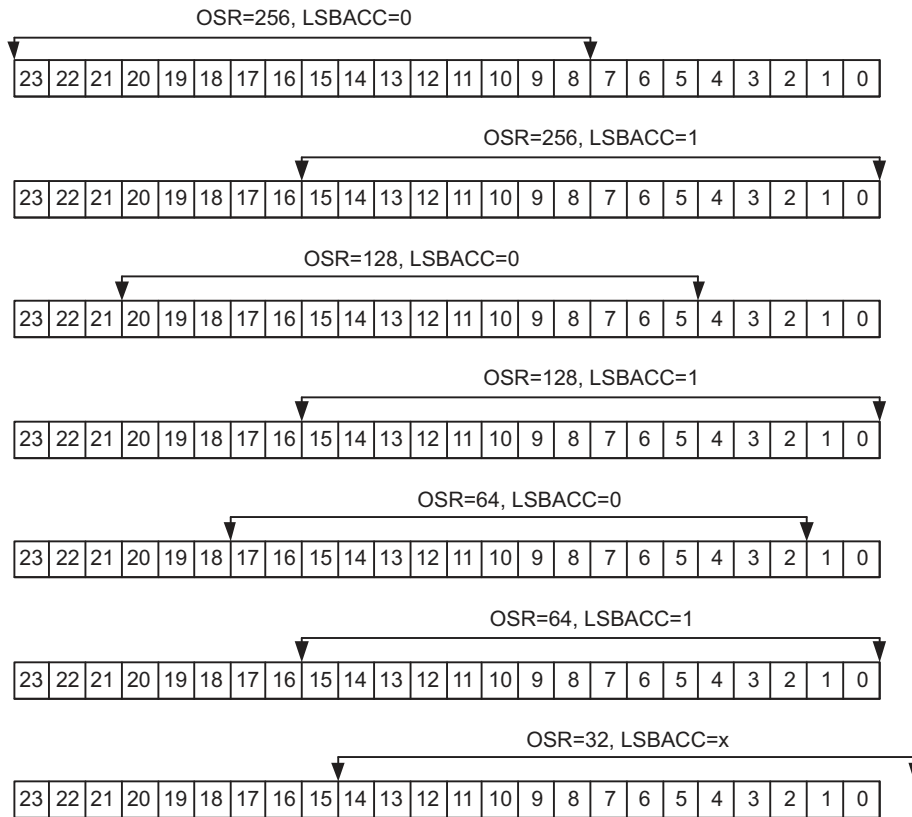 OSR=256, LSBACC=0
23 22 21 20 19 18 17 16 15 14 13 12 11 10 9 8 7 6 5 4 3 2 1 0
OSR=256, LSBACC=1
23 22 21 20 19 18 17 16 15 14 13 12 11 10 9 8 7 6 5 4 3 2 1 0
OSR=128, LSBACC=0
23 22 21 20 19 18 17 16 15 14 13 12 11 10 9 8 7 6 5 4 3 2 1 0
OSR=128, LSBACC=1
23 22 21 20 19 18 17 16 15 14 13 12 11 10 9 8 7 6 5 4 3 2 1 0
OSR=64, LSBACC=0
23 22 21 20 19 18 17 16 15 14 13 12 11 10 9 8 7 6 5 4 3 2 1 0
OSR=64, LSBACC=1
23 22 21 20 19 18 17 16 15 14 13 12 11 10 9 8 7 6 5 4 3 2 1 0
OSR=32, LSBACC=x
23 22 21 20 19 18 17 16 15 14 13 12 11 10 9 8 7 6 5 4 3 2 1 0